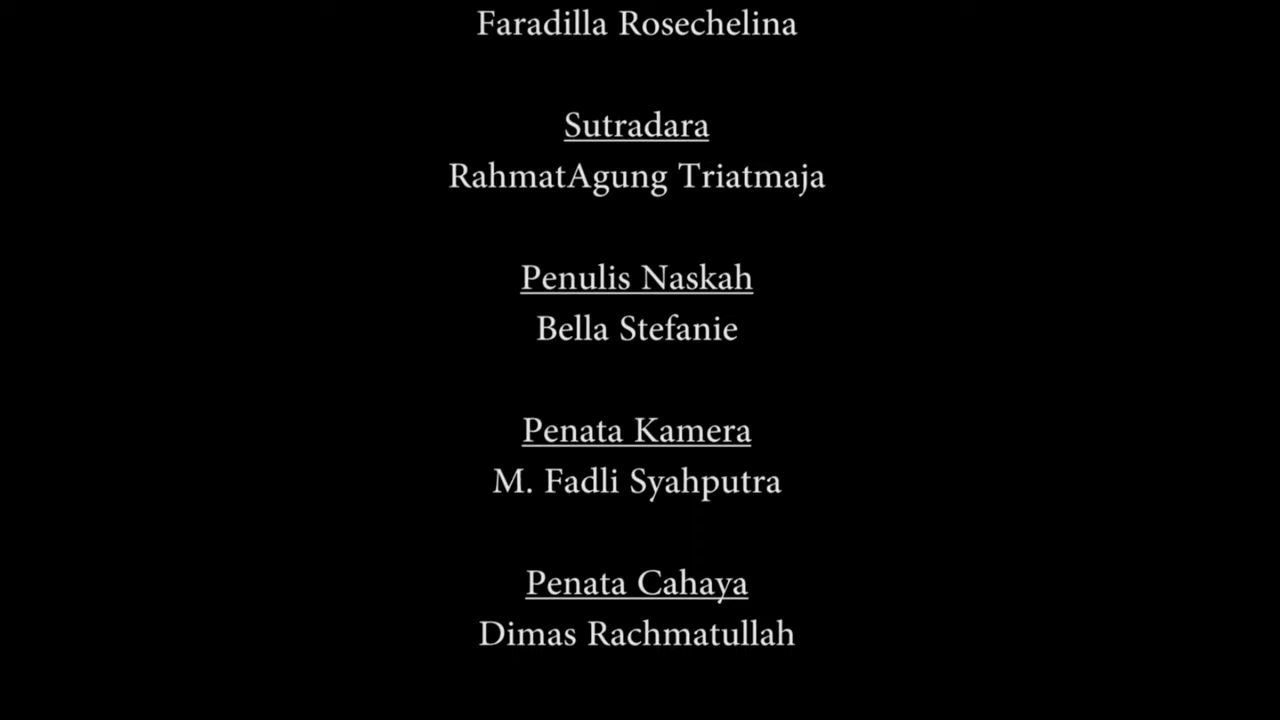 Faradilla Rosechelina
Sutradara
RahmatAgung Triatmaja
Penulis Naskah
Bella Stefanie
Penata Kamera
M. Fadli Syahputra
Penata Cahaya
Dimas Rachmatullah